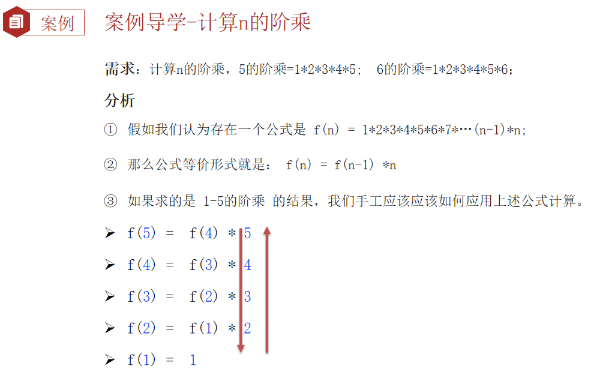 案例
案例导学-计算n的阶乘
需求：计算n的阶乘，5的阶乘=1*2*3*4*5; 6的阶乘=1*2*3*4*5*6;
分析
① 假如我们认为存在一个公式是 f(n) = 1*2*3*4*5*6*7*…(n-1)*n;
② 那么公式等价形式就是： f(n) = f(n-1) *n
③ 如果求的是 1-5的阶乘 的结果，我们手工应该应该如何应用上述公式计算。
➢ f(5) = f(4) * 5
➢ f(4) = f(3) * 4
➢ f(3) = f(2) * 3
➢ f(2) = f(1) * 2
➢ f(1) = 1